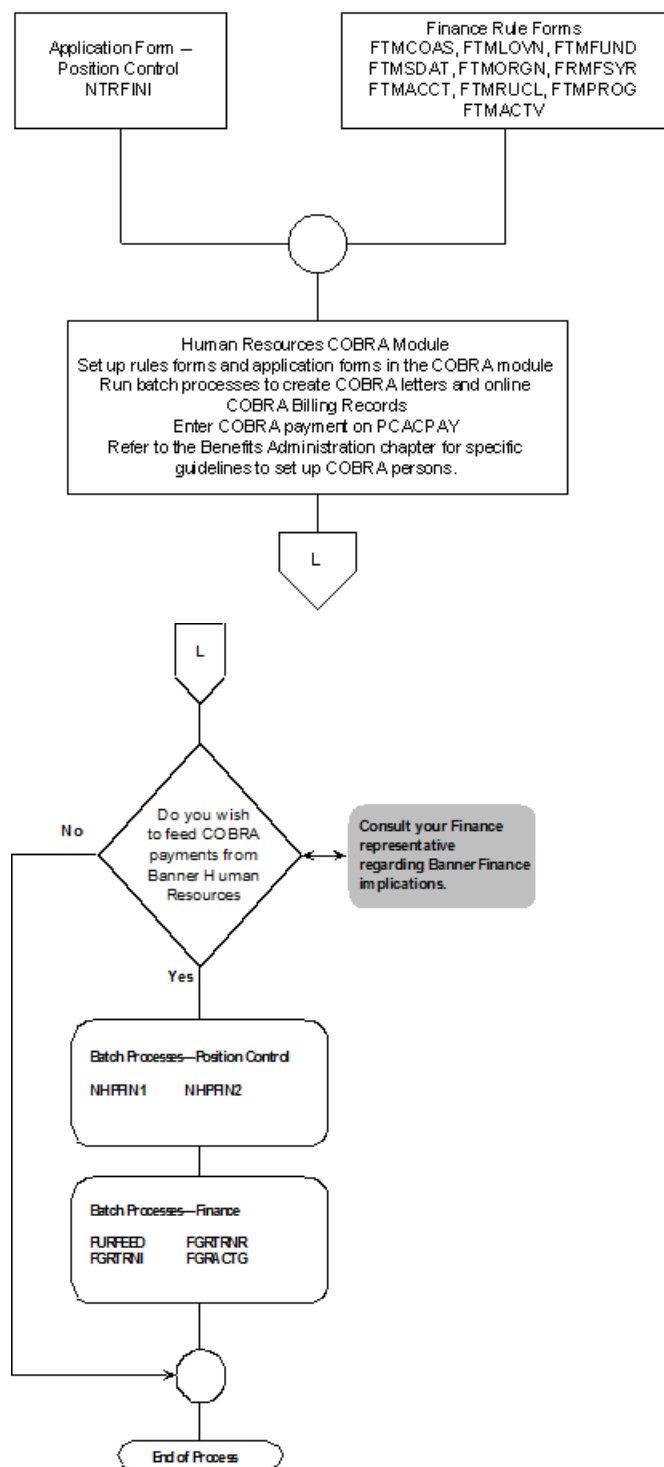 Application Form —
Position Control
NTRFINI
Finance Rule Forms
FTMCOAS, FTMLOVN, FTMFUND
FTMSDAT, FTMORGN, FRMFSYR
FTMACCT, FTMRUCL, FTMPROG
FTMACTV
Human Resources COBRA Module
Set up rules forms and application forms in the COBRA module
Run batch processes to create COBRA letters and online
COBRA Billing Records
Enter COBRA payment on PCACPAY
Refer to the Benefits Administration chapter for specific
guidelines to set up COBRA persons.
L
L
Do you wish
to feed COBRA
payments from
Banner Human
Resources
No
Consult your Finance
representative
regarding Banner Finance
implications.
Yes
Batch Processes—Position Control
NHPFIN1 NHPFIN2
Batch Processes—Finance
FURFEED FGRTRNR
FGRTRNI FGRACTG
End of Process